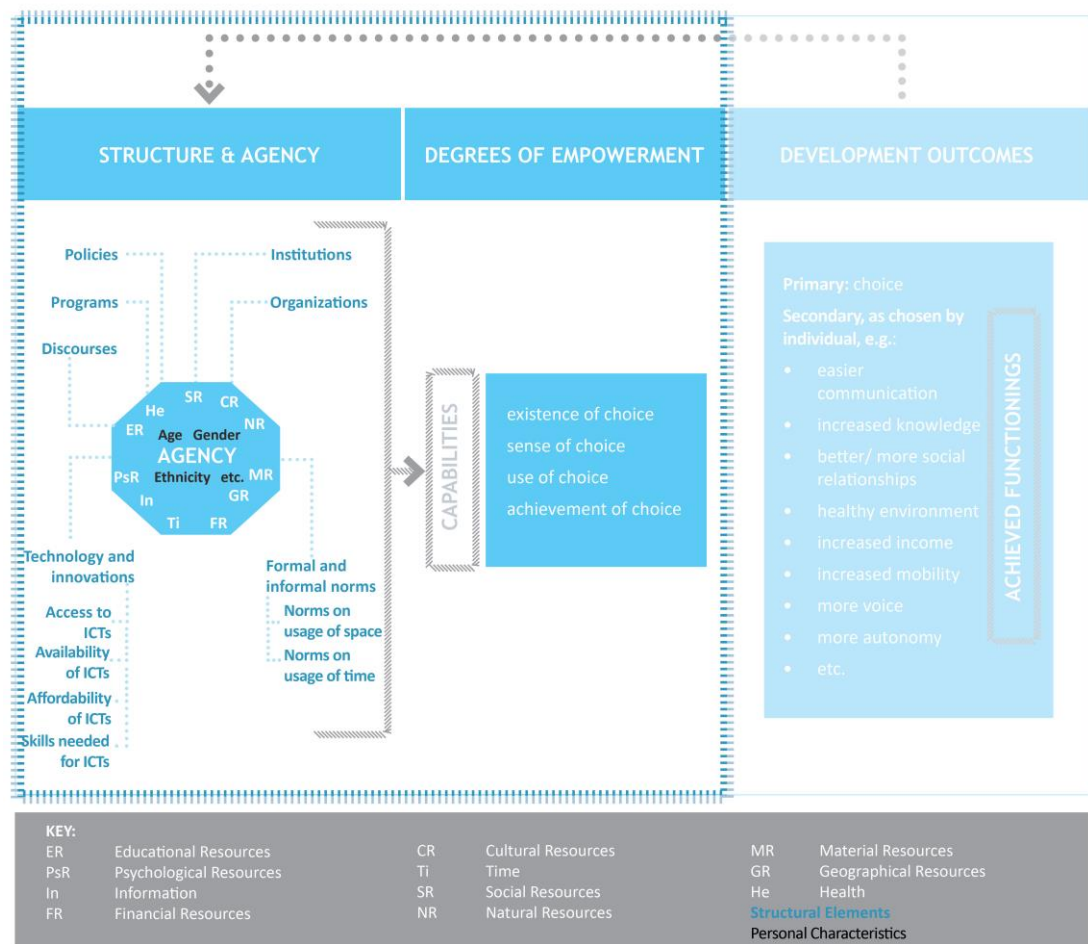 STRUCTURE & AGENCY
DEGREES OF EMPOWERMENT
DEVELOPMENT OUTCOMES
Policies
Institutions
Programs
Organizations
Discourses
He
SR
CR
ER
NR
Age Gender
AGENCY
Ethnicity etc.
PsR
MR
In
GR
Ti
FR
Technology and
innovations
Access to
ICTs
Availability
of ICTs
Affordability
of ICTs
Skills needed
for ICTs
Formal and
informal norms
Norms on
usage of space
Norms on
usage of time
CAPABILITIES
existence of choice
sense of choice
use of choice
achievement of choice
Primary: choice
Secondary, as chosen by
individual, e.g.:
• easier
communication
• increased knowledge
• better/ more social
relationships
• healthy environment
• increased income
• increased mobility
• more voice
• more autonomy
• etc.
ACHIEVED FUNCTIONINGS
KEY:
ER Educational Resources
PsR Psychological Resources
In Information
FR Financial Resources
CR Cultural Resources
Ti Time
SR Social Resources
NR Natural Resources
MR Material Resources
GR Geographical Resources
He Health
Structural Elements
Personal Characteristics